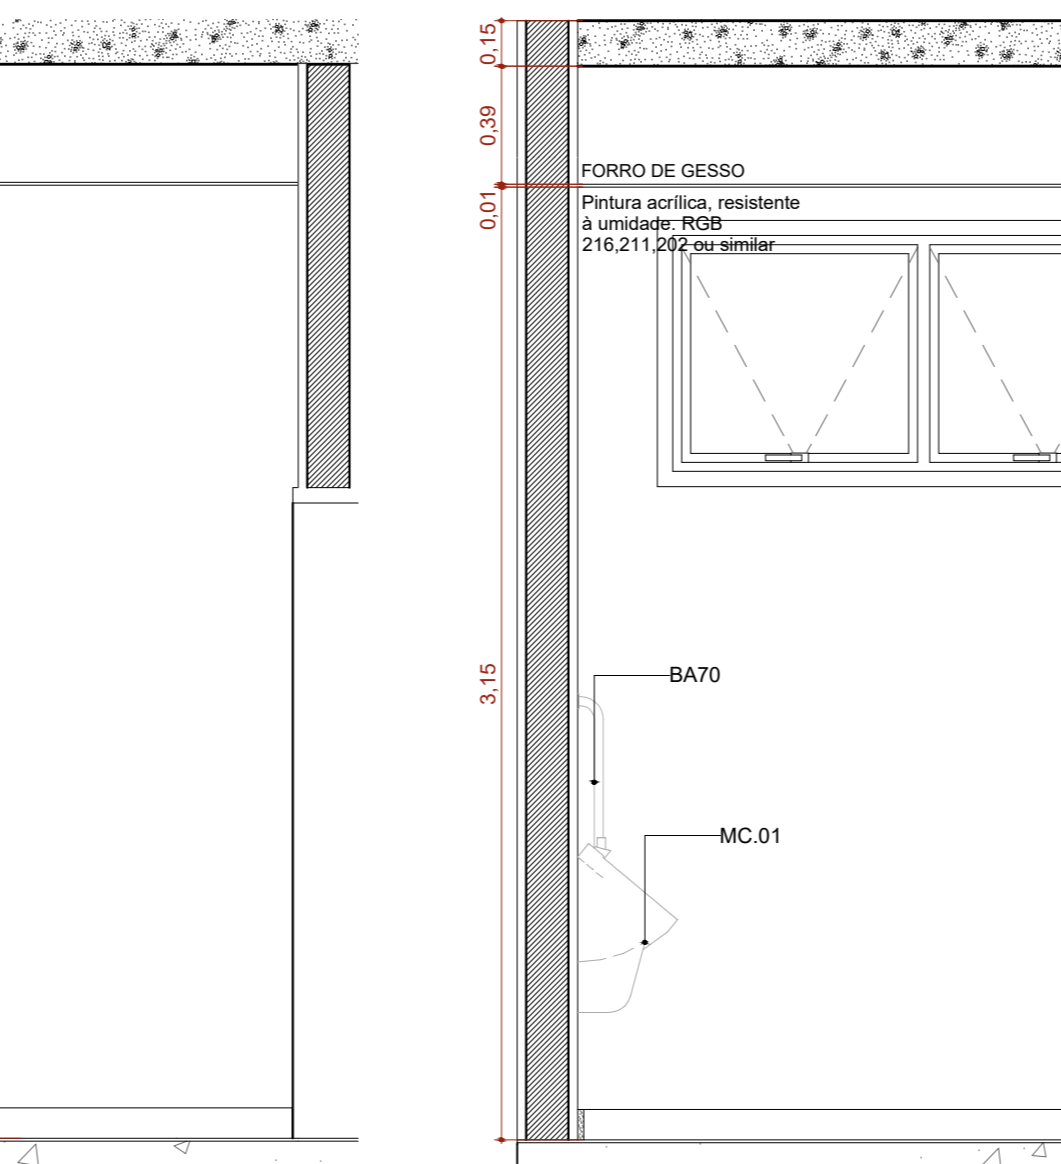 0,15
0,39
FORRO DE GESSO
0,01
Pintura acrílica, resistente
à umidade. RGB
216,211,202 ou similar
3,15
BA70
MC.01